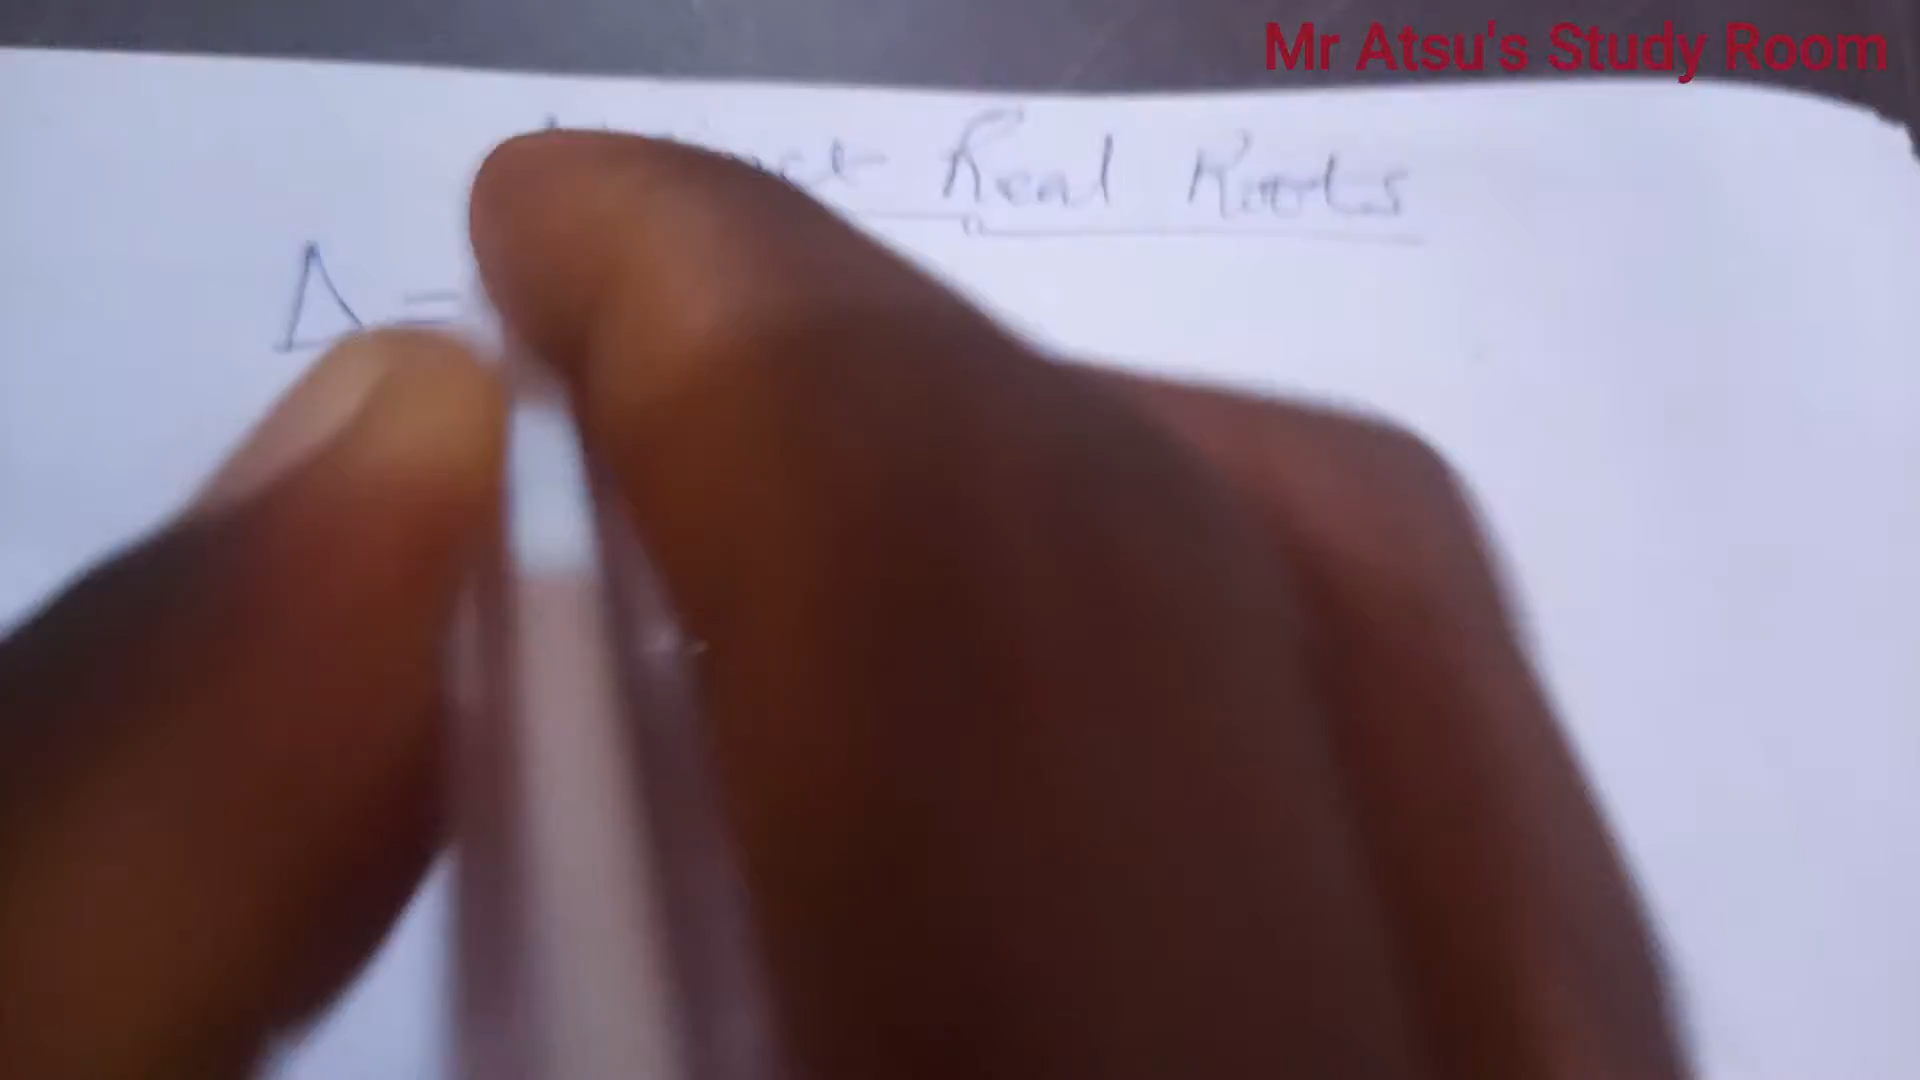 Mr Atsu's Study Room
Real Roots
Δ =